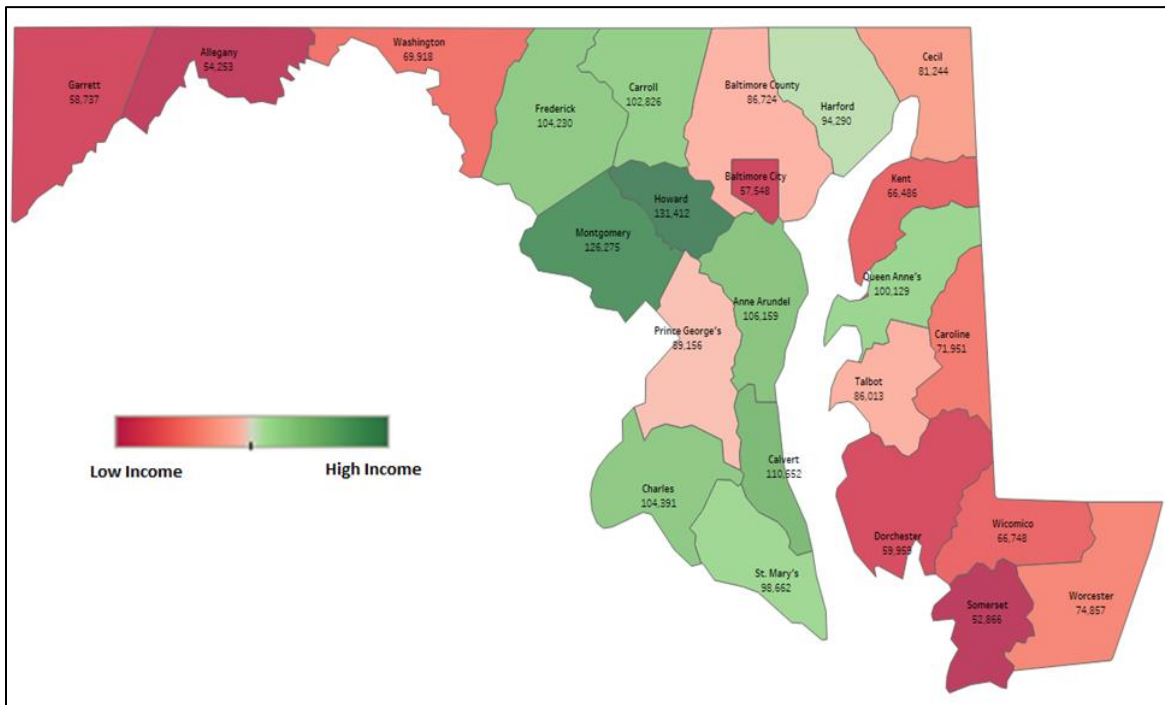 Garrett
58,737
Allegany
54,253
Washington
69,918
Frederick
104,230
Carroll
102,826
Baltimore County
86,724
Harford
94,290
Cecil
81,244
Baltimore City
57,548
Howard
131,412
Montgomery
126,275
Kent
66,486
Queen Anne's
100,129
Anne Arundel
106,159
Prince George's
89,156
Caroline
71,951
Talbot
86,013
Low Income
High Income
Calvert
110,652
Charles
104,391
Dorchester
59,959
Wicomico
66,748
St. Mary's
98,662
Somerset
52,866
Worcester
74,857